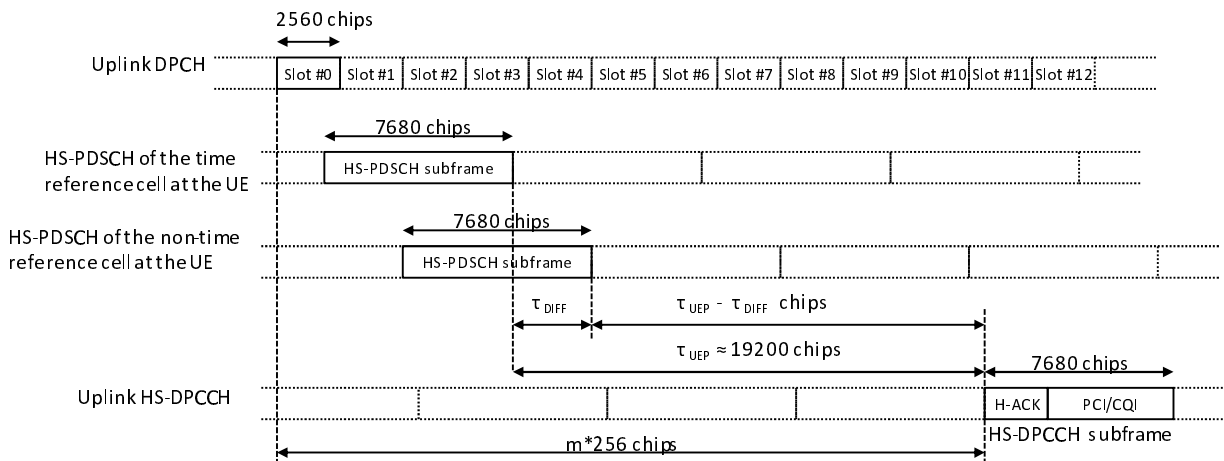 2560 chips
Uplink DPCH
Slot #0 Slot #1 Slot #2 Slot #3 Slot #4 Slot #5 Slot #6 Slot #7 Slot #8 Slot #9 Slot #10 Slot #11 Slot #12
7680 chips
HS-PDSCH of the time
reference cell at the UE
HS-PDSCH subframe
7680 chips
HS-PDSCH of the non-time
reference cell at the UE
HS-PDSCH subframe
τ DIFF
τ UEP - τ DIFF chips
τ UEP ≈ 19200 chips
7680 chips
Uplink HS-DPCCH
H-ACK PCI/CQI
HS-DPCCH subframe
m*256 chips